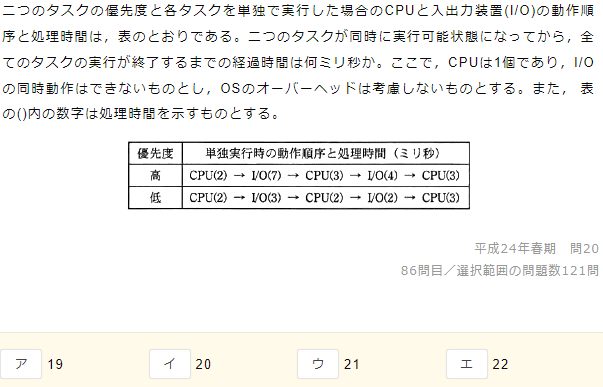 二つのタスクの優先度と各タスクを単独で実行した場合のCPUと入出力装置(I/O)の動作順
序と処理時間は，表のとおりである。二つのタスクが同時に実行可能状態になってから，全
てのタスクの実行が終了するまでの経過時間は何ミリ秒か。ここで，CPUは1個であり，I/O
の同時動作はできないものとし，OSのオーバーヘッドは考慮しないものとする。また， 表
の()内の数字は処理時間を示すものとする。
優先度 単独実行時の動作順序と処理時間（ミリ秒）
高 CPU(2) → I/O(7) → CPU(3) → I/O(4) → CPU(3)
低 CPU(2) → I/O(3) → CPU(2) → I/O(2) → CPU(3)
平成24年春期　問20
86問目／選択範囲の問題数121問
ア 19 イ 20 ウ 21 エ 22